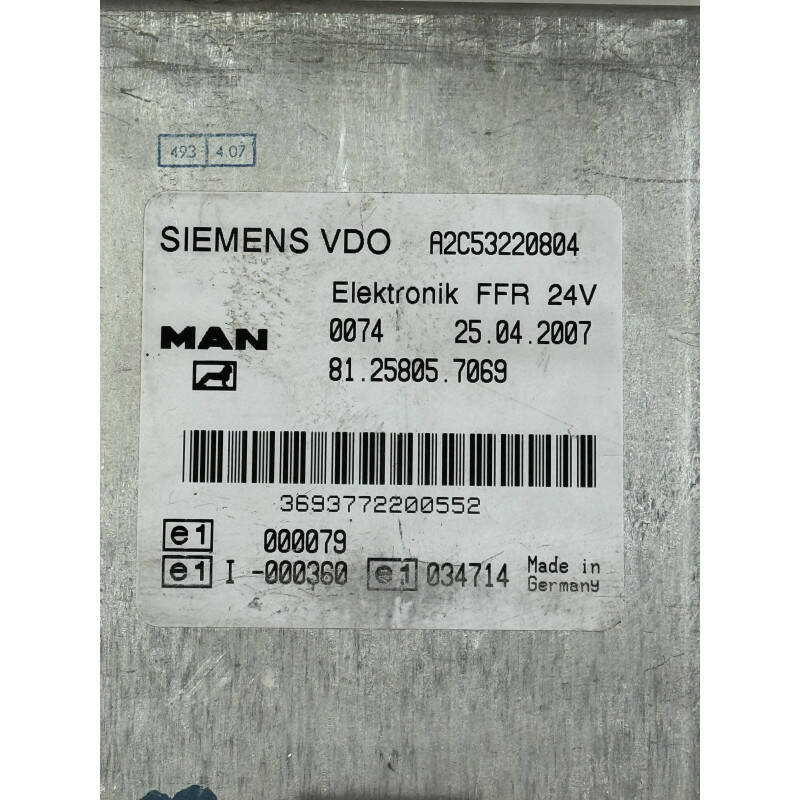 493 4.07
SIEMENS VDO A2C53220804
Elektronik FFR 24V
MAN 0074 25.04.2007
81.25805.7069
3693772200552
e1 000079
e1 I -000360 e1 034714 Made in
Germany